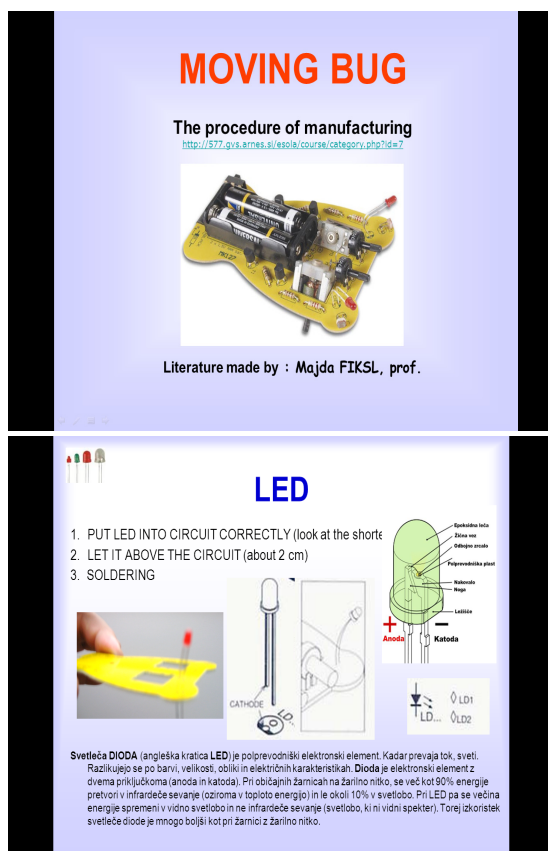 MOVING BUG
The procedure of manufacturing
http://577.gvs.arnes.si/esola/course/category.php?id=7
Literature made by : Majda FIKSL, prof.
LED
1. PUT LED INTO CIRCUIT CORRECTLY (look at the shorte
2. LET IT ABOVE THE CIRCUIT (about 2 cm)
3. SOLDERING
Epoksidna leča
Žična vez
Odbojno zrcalo
Polprevodniška plast
Nakovalo
Noga
Ležišče
+ −
Anoda Katoda
CATHODE
LD...
LD... LD1
LD2
Svetleča DIODA (angleška kratica LED) je polprevodniški elektronski element. Kadar prevaja tok, sveti.
Razlikujejo se po barvi, velikosti, obliki in električnih karakteristikah. Dioda je elektronski element z
dvema priključkoma (anoda in katoda). Pri običajnih žarnicah na žarilno nitko, se več kot 90% energije
pretvori v infrardeče sevanje (oziroma v toploto energijo) in le okoli 10% v svetlobo. Pri LED pa se večina
energije spremeni v vidno svetlobo in ne infrardeče sevanje (svetlobo, ki ni vidni spekter). Torej izkoristek
svetleče diode je mnogo boljši kot pri žarnici z žarilno nitko.